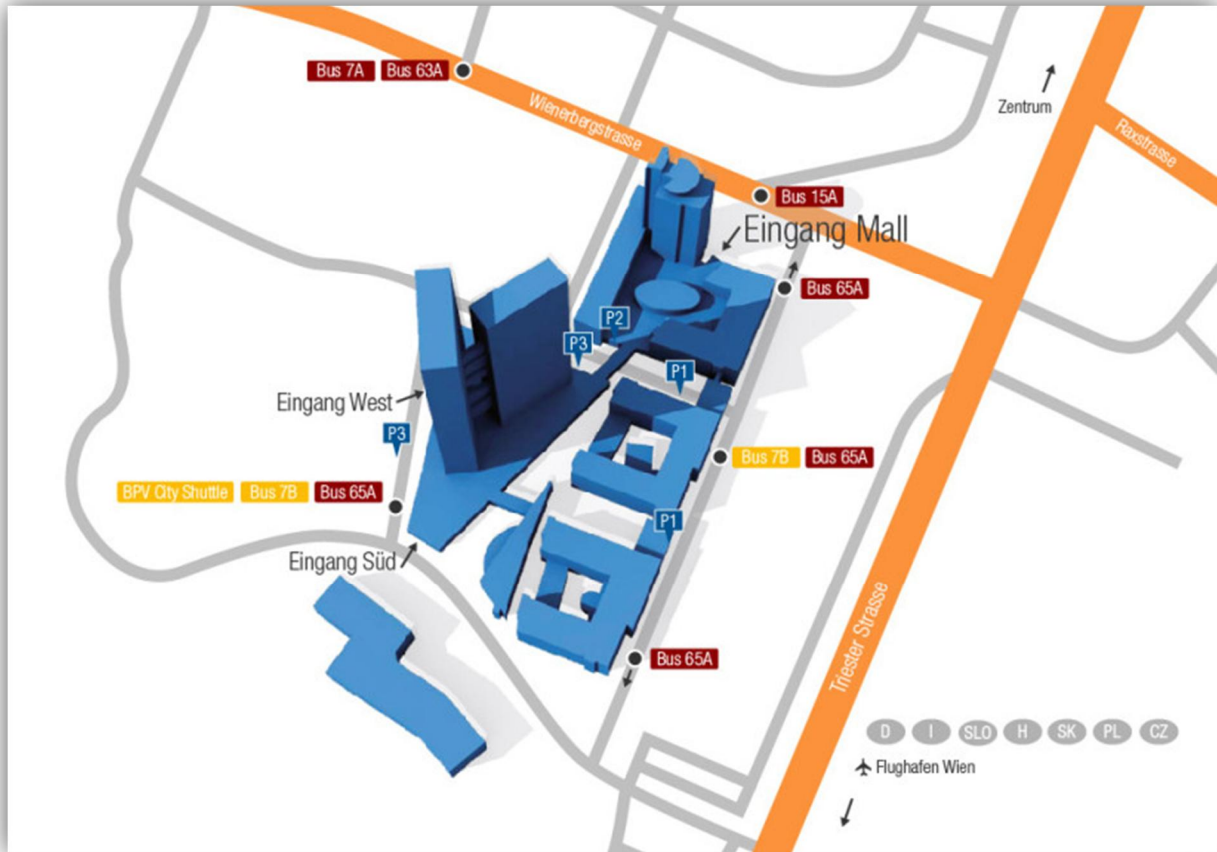 Bus 7A Bus 63A
Wienerbergstrasse
Zentrum
Raxstrasse
Bus 15A
Eingang Mall
Bus 65A
P2
P3
P1
Eingang West
P3
Bus 7B Bus 65A
BPV City Shuttle Bus 7B Bus 65A
P1
Eingang Süd
Bus 65A
Triester Strasse
D I SLO H SK PL CZ
Flughafen Wien